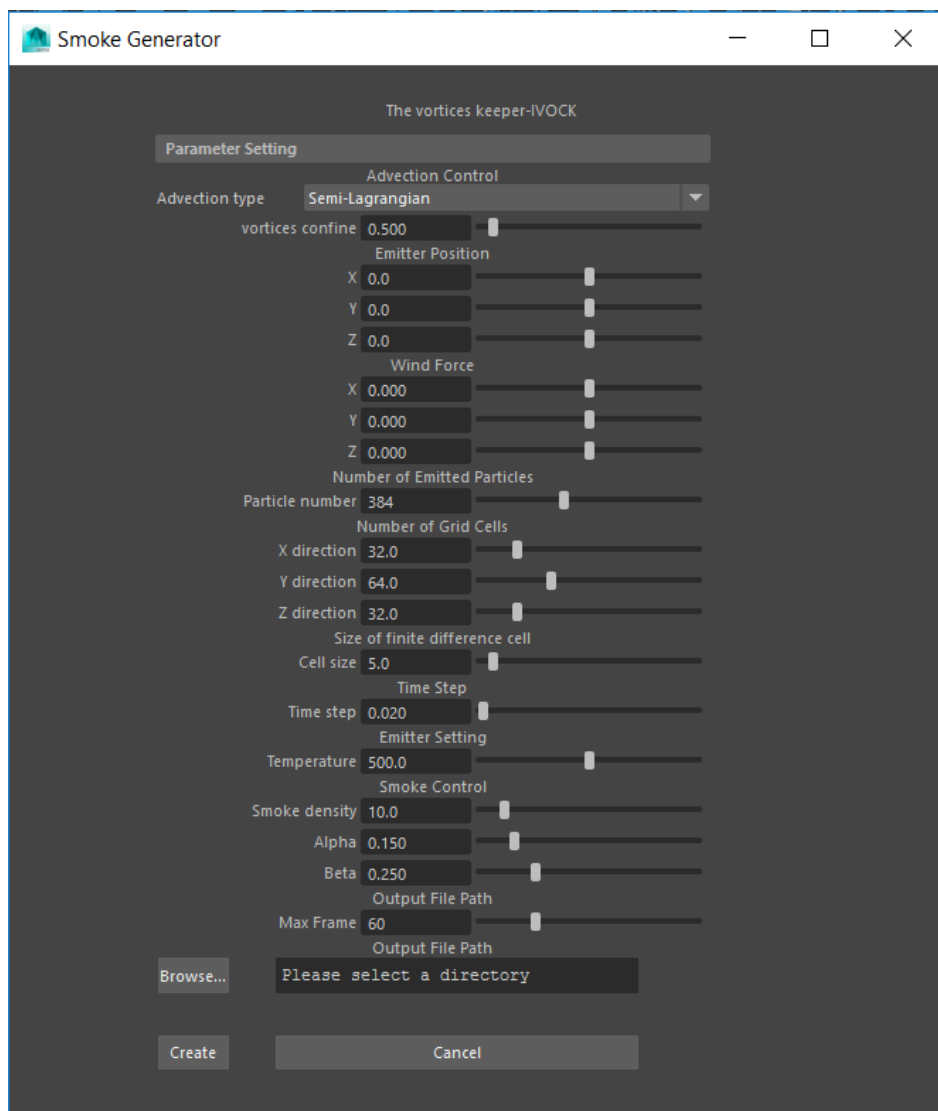 Smoke Generator
The vortices keeper-IVOCK
Parameter Setting
Advection Control
Advection type Semi-Lagrangian
vortices confine 0.500
Emitter Position
X 0.0
Y 0.0
Z 0.0
Wind Force
X 0.000
Y 0.000
Z 0.000
Number of Emitted Particles
Particle number 384
Number of Grid Cells
X direction 32.0
Y direction 64.0
Z direction 32.0
Size of finite difference cell
Cell size 5.0
Time Step
Time step 0.020
Emitter Setting
Temperature 500.0
Smoke Control
Smoke density 10.0
Alpha 0.150
Beta 0.250
Output File Path
Max Frame 60
Output File Path
Browse... Please select a directory
Create Cancel